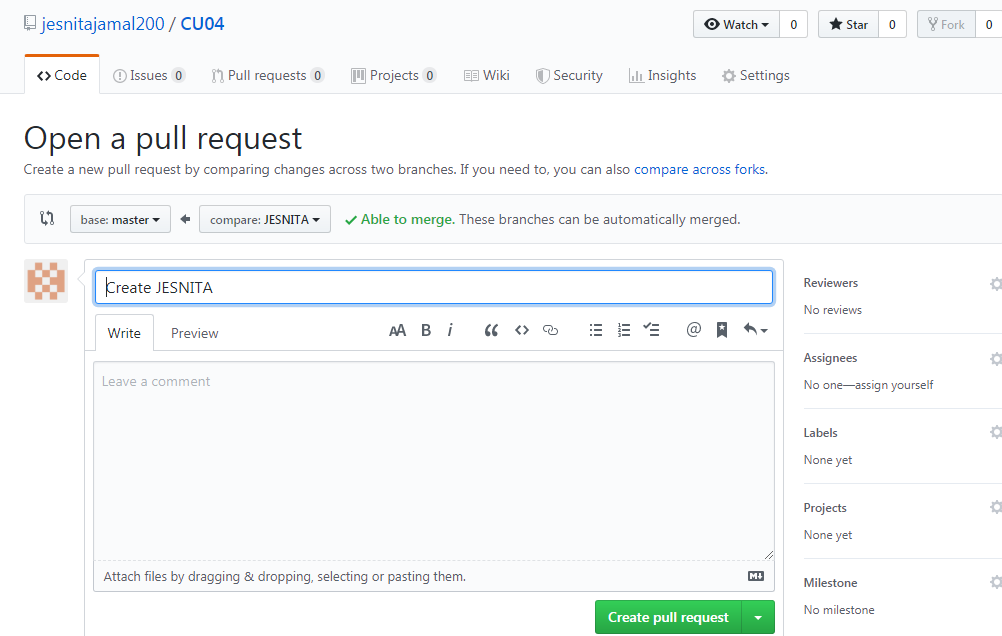 jesnitajamal200 / CU04
Watch 0 Star 0 Fork 0
Code Issues 0 Pull requests 0 Projects 0 Wiki Security Insights Settings
Open a pull request
Create a new pull request by comparing changes across two branches. If you need to, you can also compare across forks.
base: master compare: JESNITA Able to merge. These branches can be automatically merged.
Create JESNITA
Write Preview AA B i @
Leave a comment
Attach files by dragging & dropping, selecting or pasting them.
Create pull request
Reviewers
No reviews
Assignees
No one—assign yourself
Labels
None yet
Projects
None yet
Milestone
No milestone